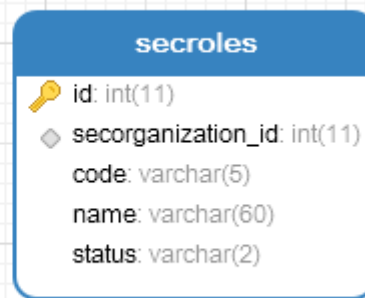 secroles
id: int(11)
secorganization_id: int(11)
code: varchar(5)
name: varchar(60)
status: varchar(2)